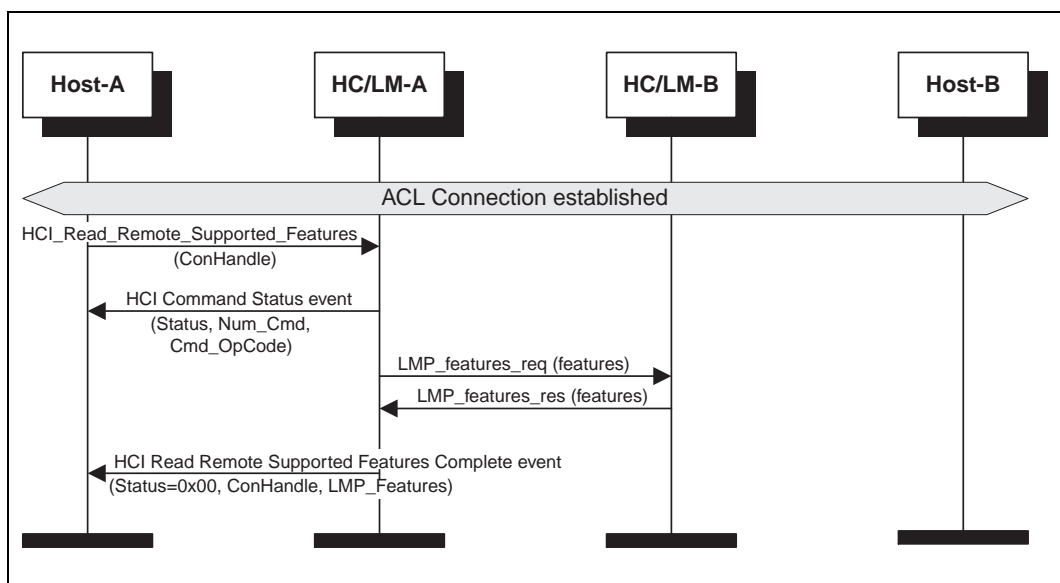 Host-A
HC/LM-A
HC/LM-B
Host-B
ACL Connection established
HCI_Read_Remote_Supported_Features
(ConHandle)
HCI Command Status event
(Status, Num_Cmd,
Cmd_OpCode)
LMP_features_req (features)
LMP_features_res (features)
HCI Read Remote Supported Features Complete event
(Status=0x00, ConHandle, LMP_Features)